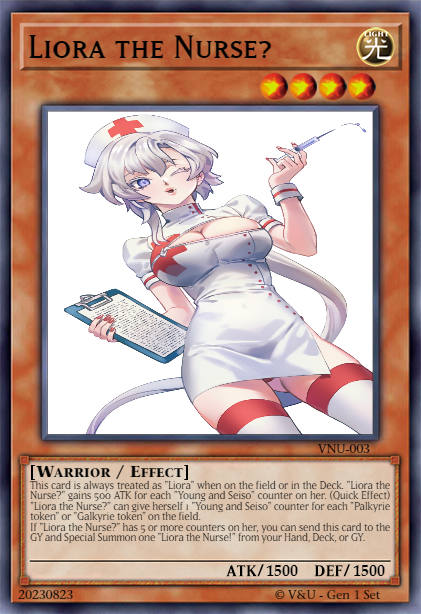 LIORA THE NURSE?
LIGHT
光
VNU-003
[WARRIOR / EFFECT]
This card is always treated as "Liora" when on the field or in the Deck. "Liora the
Nurse?" gains 500 ATK for each "Young and Seiso" counter on her. (Quick Effect)
"Liora the Nurse?" can give herself 1 "Young and Seiso" counter for each "Palkyrie
token" or "Galkyrie token" on the field.
If "Liora the Nurse?" has 5 or more counters on her, you can send this card to the
GY and Special Summon one "Liora the Nurse!" from your Hand, Deck, or GY.
ATK/1500 DEF/1500
20230823
© V&U - Gen 1 Set